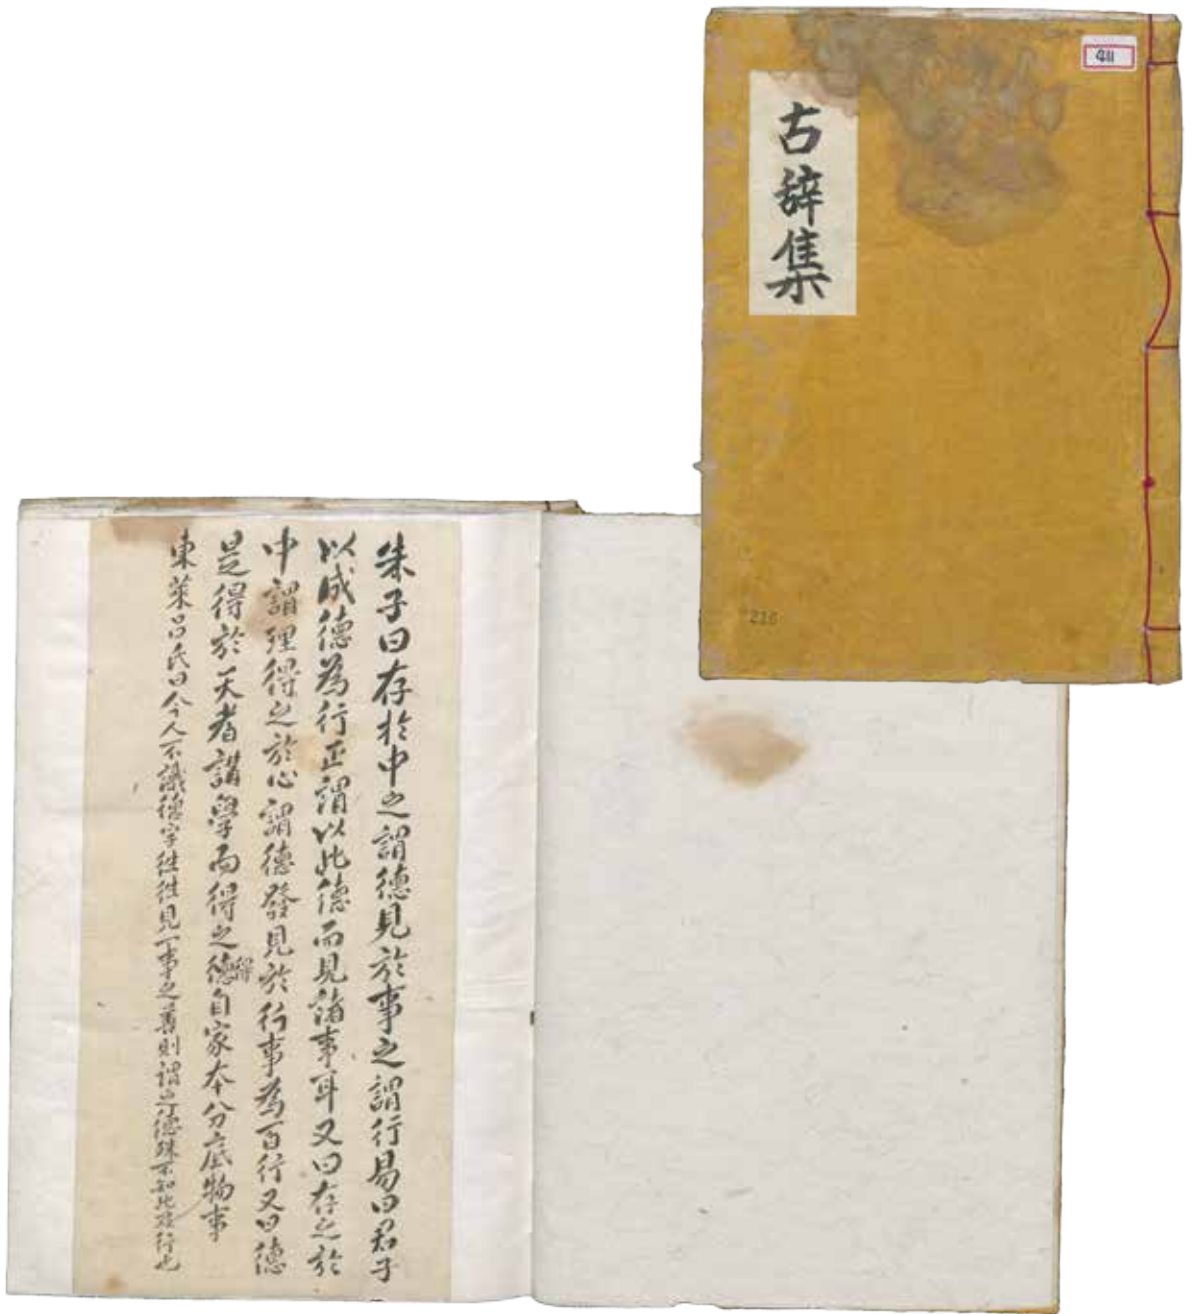 古辞集
411
216
朱子曰存於中之謂德見於事之謂行易曰君子
以成德為行正謂以此德而見諸事耳又曰存之於
中謂理得之於心謂德發見於行事為百行又曰德
是得於天者講學而得之德得自家本分底物事
東萊呂氏曰今人不識德字往往見一事之善則謂之德殊不知此 行也